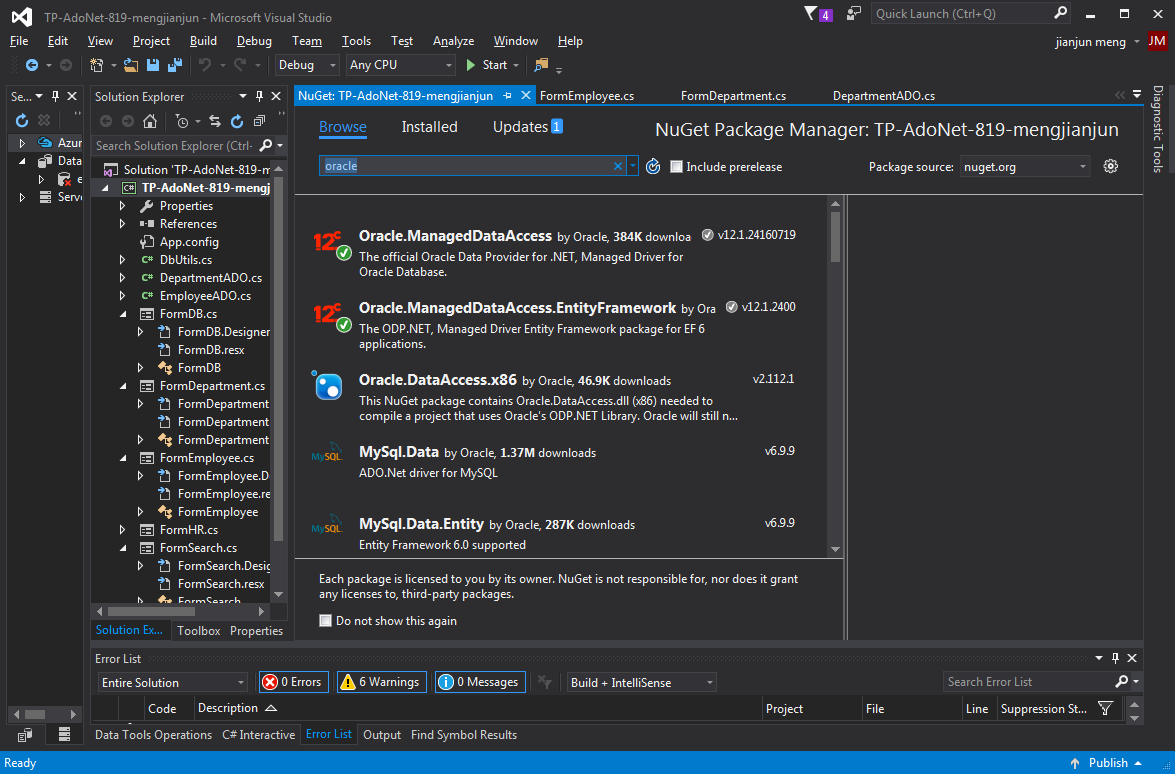 TP-AdoNet-819-mengjianjun - Microsoft Visual Studio
4
Quick Launch (Ctrl+Q)
File Edit View Project Build Debug Team Tools Test Analyze Window Help
jianjun meng JM
Debug Any CPU Start
Se...
Solution Explorer
NuGet: TP-AdoNet-819-mengjianjun FormEmployee.cs FormDepartment.cs DepartmentADO.cs
Diagnostic Tools
Azur
Data
e
Serv
Search Solution Explorer (Ctrl-
Solution 'TP-AdoNet-819-m
TP-AdoNet-819-mengj
Properties
References
App.config
DbUtils.cs
DepartmentADO.cs
EmployeeADO.cs
FormDB.cs
FormDB.Designer
FormDB.resx
FormDB
FormDepartment.cs
FormDepartment
FormDepartment
FormDepartment
FormEmployee.cs
FormEmployee.D
FormEmployee.re
FormEmployee
FormHR.cs
FormSearch.cs
FormSearch.Desig
FormSearch.resx
FormSearch
Solution Ex... Toolbox Properties
Browse Installed Updates 1
NuGet Package Manager: TP-AdoNet-819-mengjianjun
oracle
Include prerelease
Package source: nuget.org
12c
Oracle.ManagedDataAccess by Oracle, 384K downloa v12.1.24160719
The official Oracle Data Provider for .NET, Managed Driver for
Oracle Database.
12c
Oracle.ManagedDataAccess.EntityFramework by Ora v12.1.2400
The ODP.NET, Managed Driver Entity Framework package for EF 6
applications.
Oracle.DataAccess.x86 by Oracle, 46.9K downloads v2.112.1
This NuGet package contains Oracle.DataAccess.dll (x86) needed to
compile a project that uses Oracle's ODP.NET Library. Oracle will still n...
MySQL
MySql.Data by Oracle, 1.37M downloads v6.9.9
ADO.Net driver for MySQL
MySQL
MySql.Data.Entity by Oracle, 287K downloads v6.9.9
Entity Framework 6.0 supported
Each package is licensed to you by its owner. NuGet is not responsible for, nor does it grant
any licenses to, third-party packages.
Do not show this again
Error List
Entire Solution 0 Errors 6 Warnings 0 Messages Build + IntelliSense Search Error List
Code Description Project File Line Suppression St...
Data Tools Operations C# Interactive Error List Output Find Symbol Results
Ready
Publish